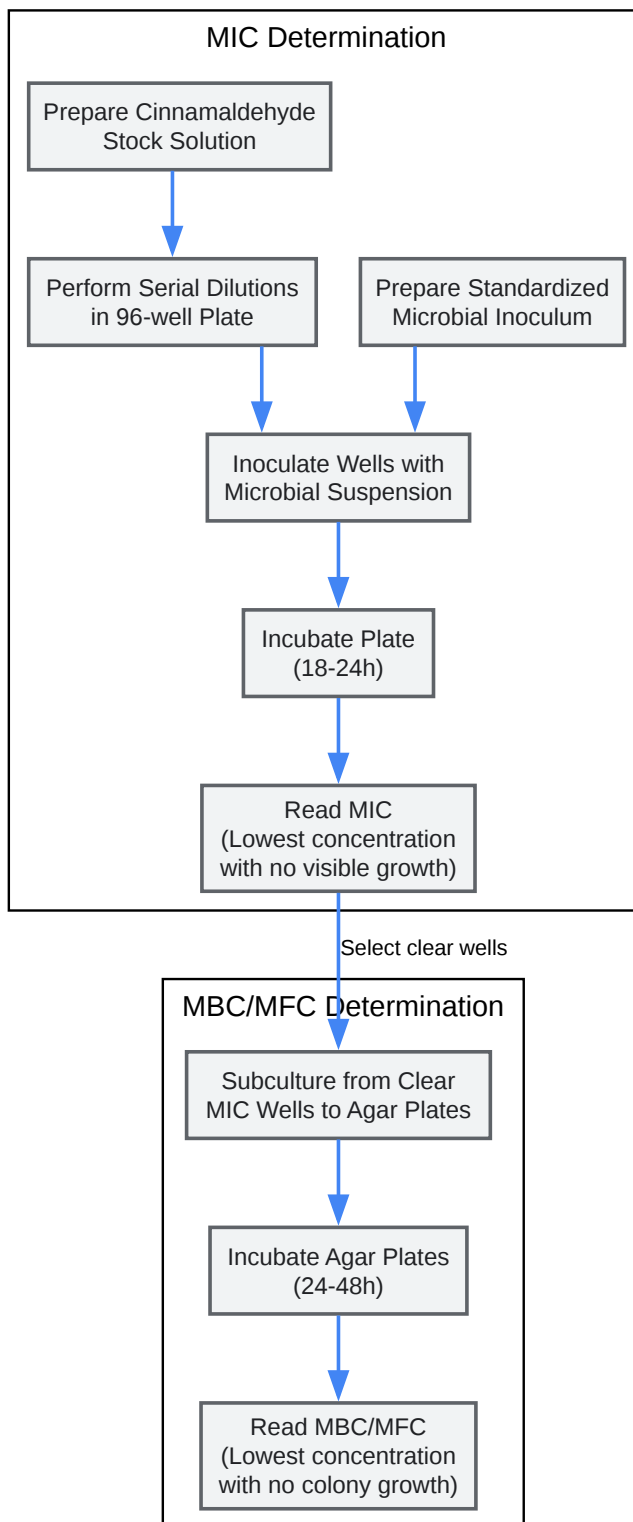 MIC Determination
Prepare Cinnamaldehyde
Stock Solution
Perform Serial Dilutions
in 96-well Plate
Prepare Standardized
Microbial Inoculum
Inoculate Wells with
Microbial Suspension
Incubate Plate
(18-24h)
Read MIC
(Lowest concentration
with no visible growth)
Select clear wells
MBC/MFC Determination
Subculture from Clear
MIC Wells to Agar Plates
Incubate Agar Plates
(24-48h)
Read MBC/MFC
(Lowest concentration
with no colony growth)